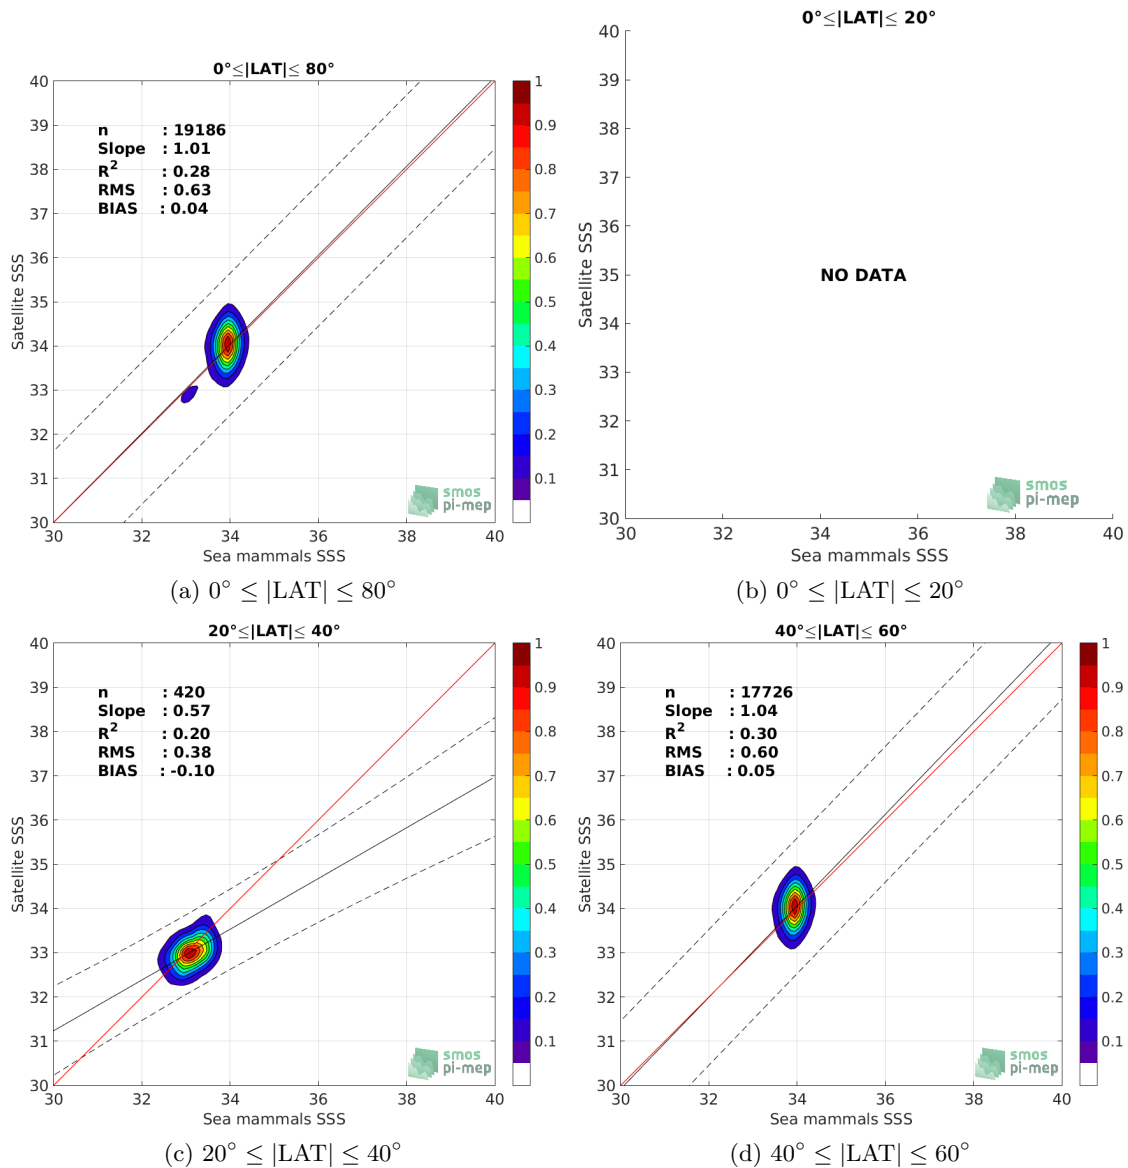 0°≤|LAT|≤ 80°
n : 19186
Slope : 1.01
R2 : 0.28
RMS : 0.63
BIAS : 0.04
40
39
38
37
36
35
34
33
32
31
30
30 32 34 36 38 40
Satellite SSS
Sea mammals SSS
1
0.9
0.8
0.7
0.6
0.5
0.4
0.3
0.2
0.1
smos
pi-mep
(a) 0° ≤ |LAT| ≤ 80°
0°≤|LAT|≤ 20°
40
39
38
37
36
35
34
33
32
31
30
30 32 34 36 38 40
Satellite SSS
NO DATA
Sea mammals SSS
smos
pi-mep
(b) 0° ≤ |LAT| ≤ 20°
20°≤|LAT|≤ 40°
n : 420
Slope : 0.57
R2 : 0.20
RMS : 0.38
BIAS : -0.10
40
39
38
37
36
35
34
33
32
31
30
30 32 34 36 38 40
Satellite SSS
Sea mammals SSS
1
0.9
0.8
0.7
0.6
0.5
0.4
0.3
0.2
0.1
smos
pi-mep
(c) 20° ≤ |LAT| ≤ 40°
40°≤|LAT|≤ 60°
n : 17726
Slope : 1.04
R2 : 0.30
RMS : 0.60
BIAS : 0.05
40
39
38
37
36
35
34
33
32
31
30
30 32 34 36 38 40
Satellite SSS
Sea mammals SSS
1
0.9
0.8
0.7
0.6
0.5
0.4
0.3
0.2
0.1
smos
pi-mep
(d) 40° ≤ |LAT| ≤ 60°